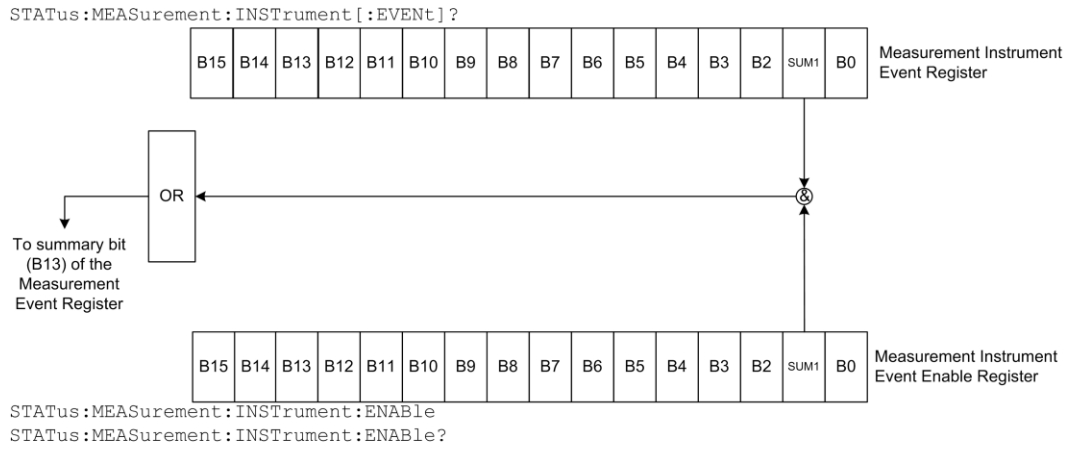 STATus:MEASurement:INSTrument[:EVENt]?
B15 B14 B13 B12 B11 B10 B9 B8 B7 B6 B5 B4 B3 B2 SUM1 B0
Measurement Instrument
Event Register
OR
&
To summary bit
(B13) of the
Measurement
Event Register
B15 B14 B13 B12 B11 B10 B9 B8 B7 B6 B5 B4 B3 B2 SUM1 B0
Measurement Instrument
Event Enable Register
STATus:MEASurement:INSTrument:ENABle
STATus:MEASurement:INSTrument:ENABle?